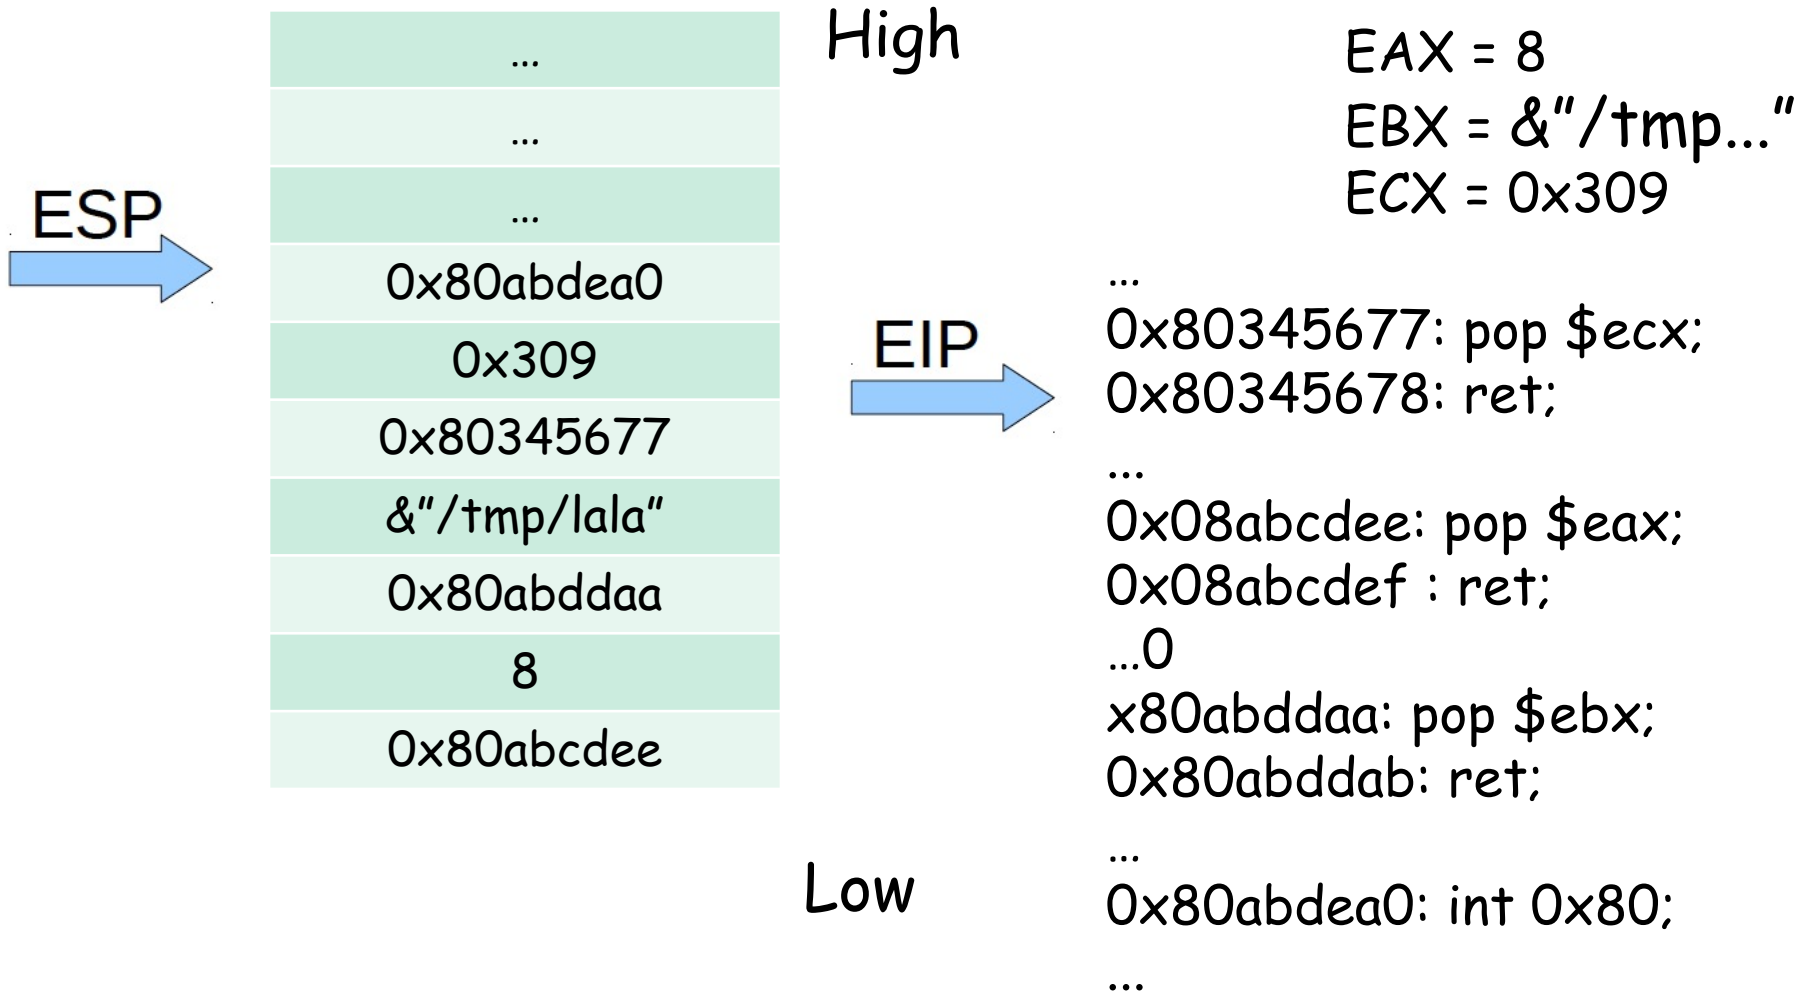 High
ESP
...
...
...
0x80abdea0
0x309
0x80345677
&"/tmp/lala"
0x80abddaa
8
0x80abcdee
Low
EAX = 8
EBX = &"/tmp..."
ECX = 0x309
EIP
...
0x80345677: pop $ecx;
0x80345678: ret;
...
0x08abcdee: pop $eax;
0x08abcdef : ret;
...0
x80abddaa: pop $ebx;
0x80abddab: ret;
...
0x80abdea0: int 0x80;
...